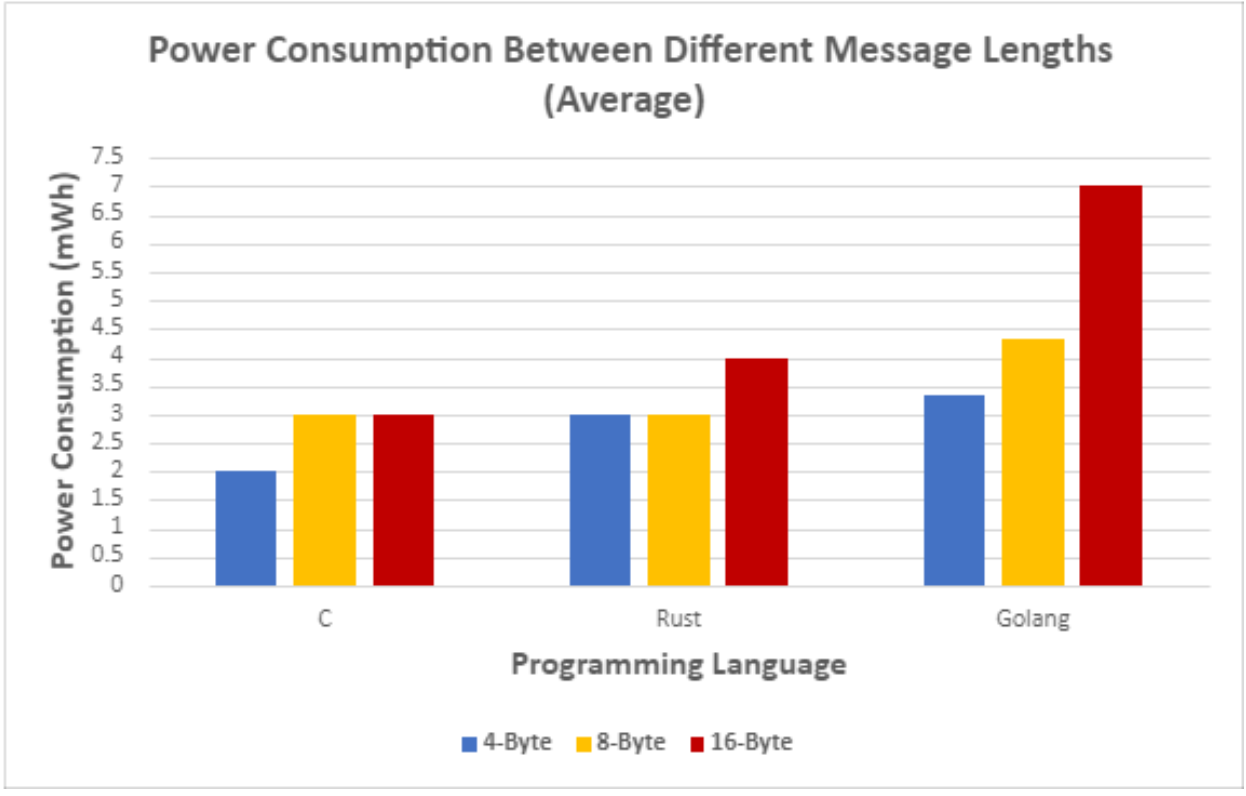 Power Consumption Between Different Message Lengths
(Average)
Power Consumption (mWh)
7.5
7
6.5
6
5.5
5
4.5
4
3.5
3
2.5
2
1.5
1
0.5
0
C Rust Golang
Programming Language
4-Byte 8-Byte 16-Byte